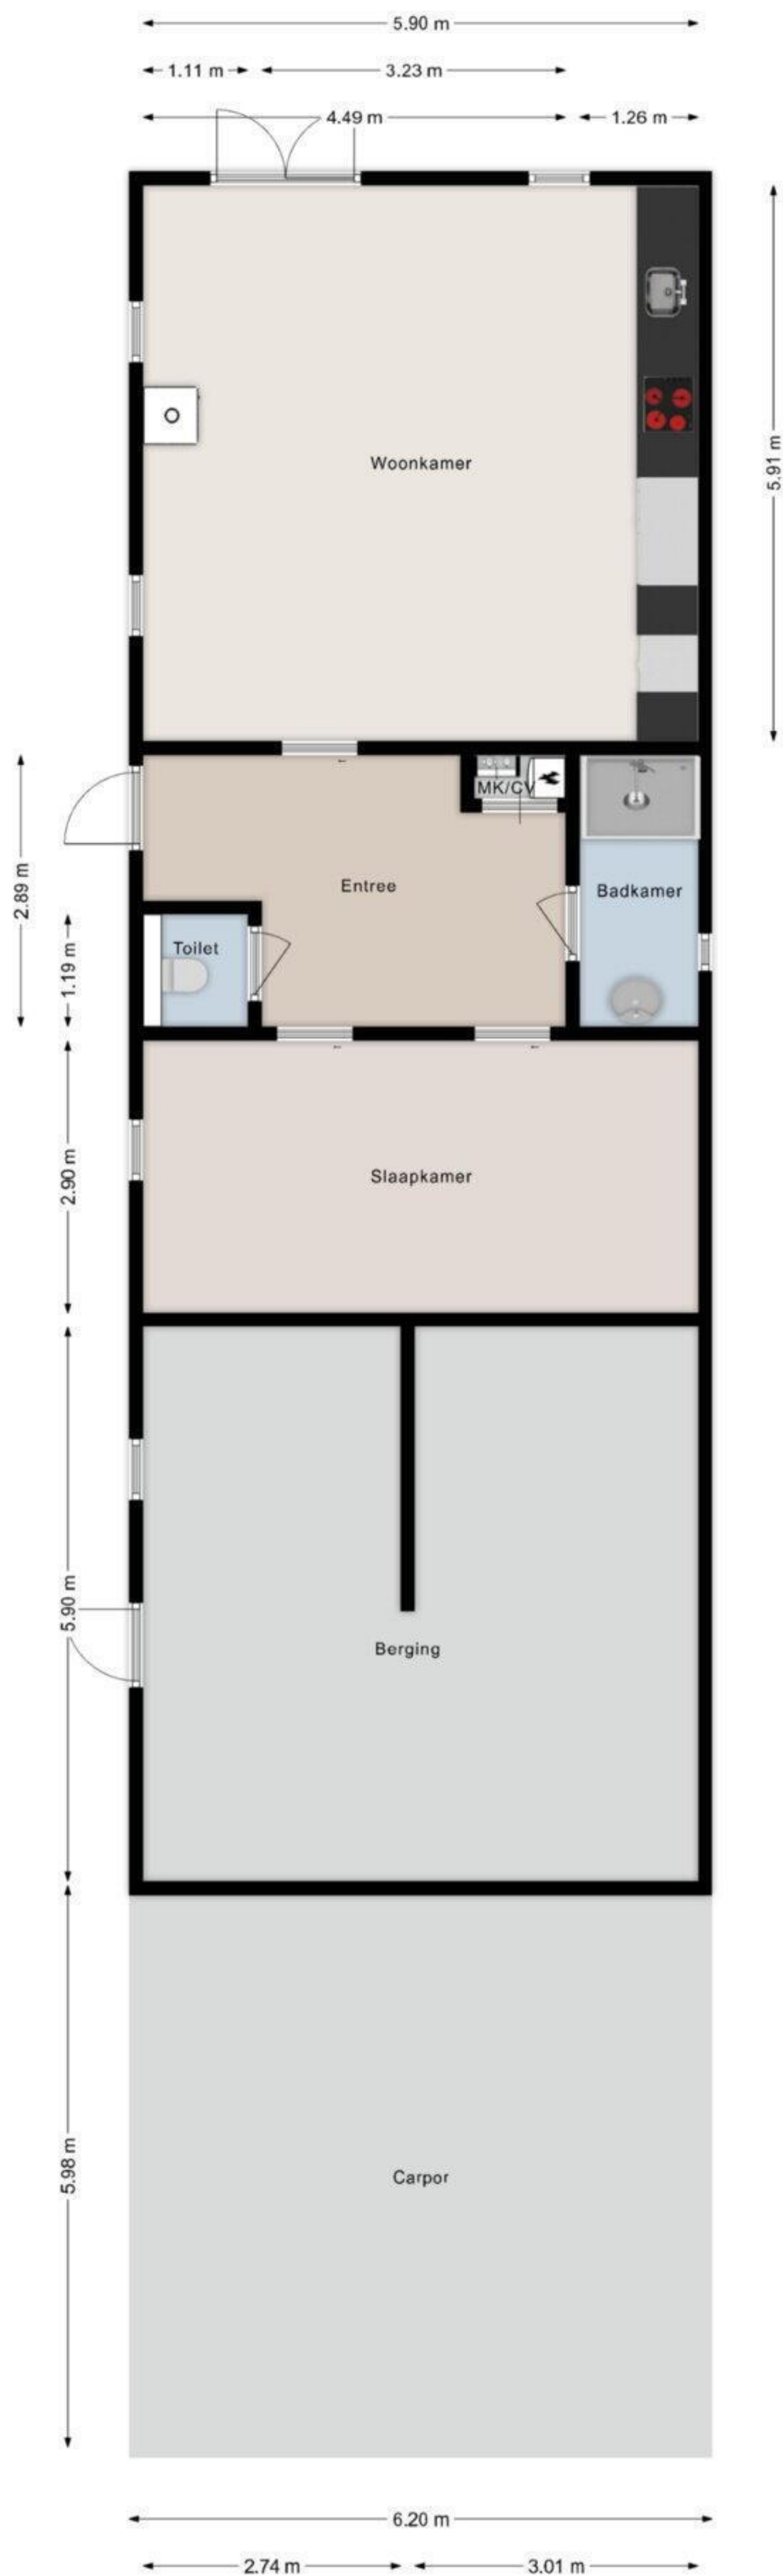 5.90 m
1.11 m
3.23 m
4.49 m
1.26 m
5.91 m
Woonkamer
MK/CV
2.89 m
Entree
Badkamer
Toilet
1.19 m
2.90 m
Slaapkamer
5.90 m
Berging
5.98 m
Carpor
6.20 m
2.74 m
3.01 m